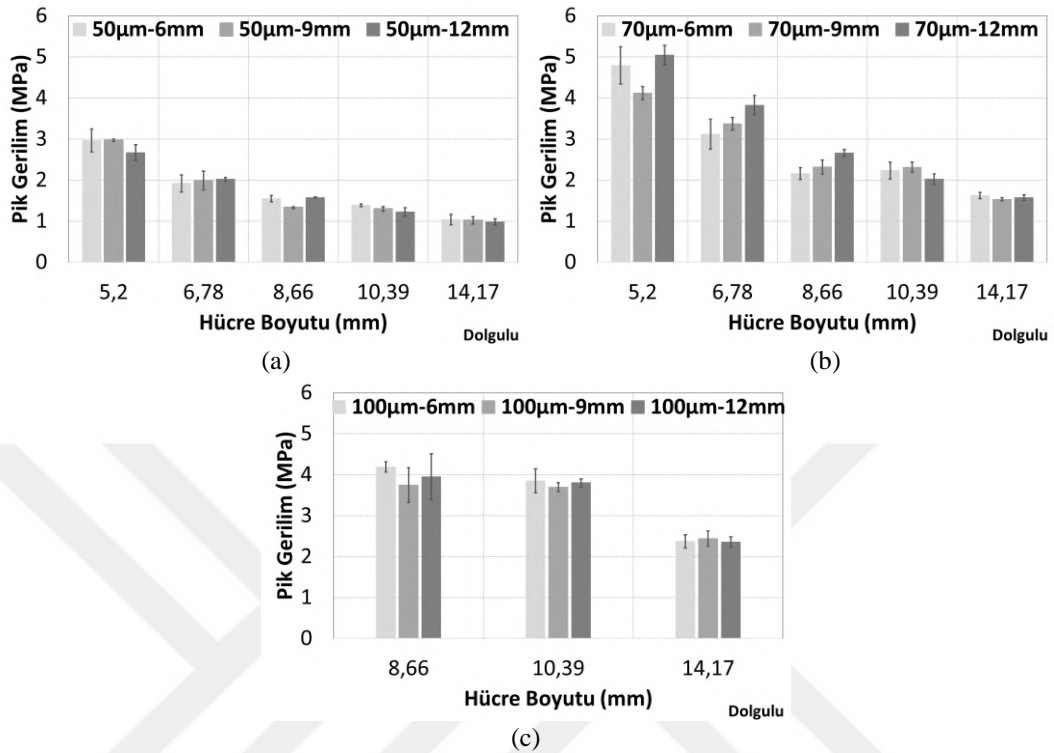 6
50μm-6mm 50μm-9mm 50μm-12mm
5
4
3
2
1
0
Pik Gerilim (MPa)
5,2 6,78 8,66 10,39 14,17
Hücre Boyutu (mm)
Dolgulu
(a)
6
70μm-6mm 70μm-9mm 70μm-12mm
5
4
3
2
1
0
Pik Gerilim (MPa)
5,2 6,78 8,66 10,39 14,17
Hücre Boyutu (mm)
Dolgulu
(b)
6
100μm-6mm 100μm-9mm 100μm-12mm
5
4
3
2
1
0
Pik Gerilim (MPa)
8,66 10,39 14,17
Hücre Boyutu (mm)
Dolgulu
(c)